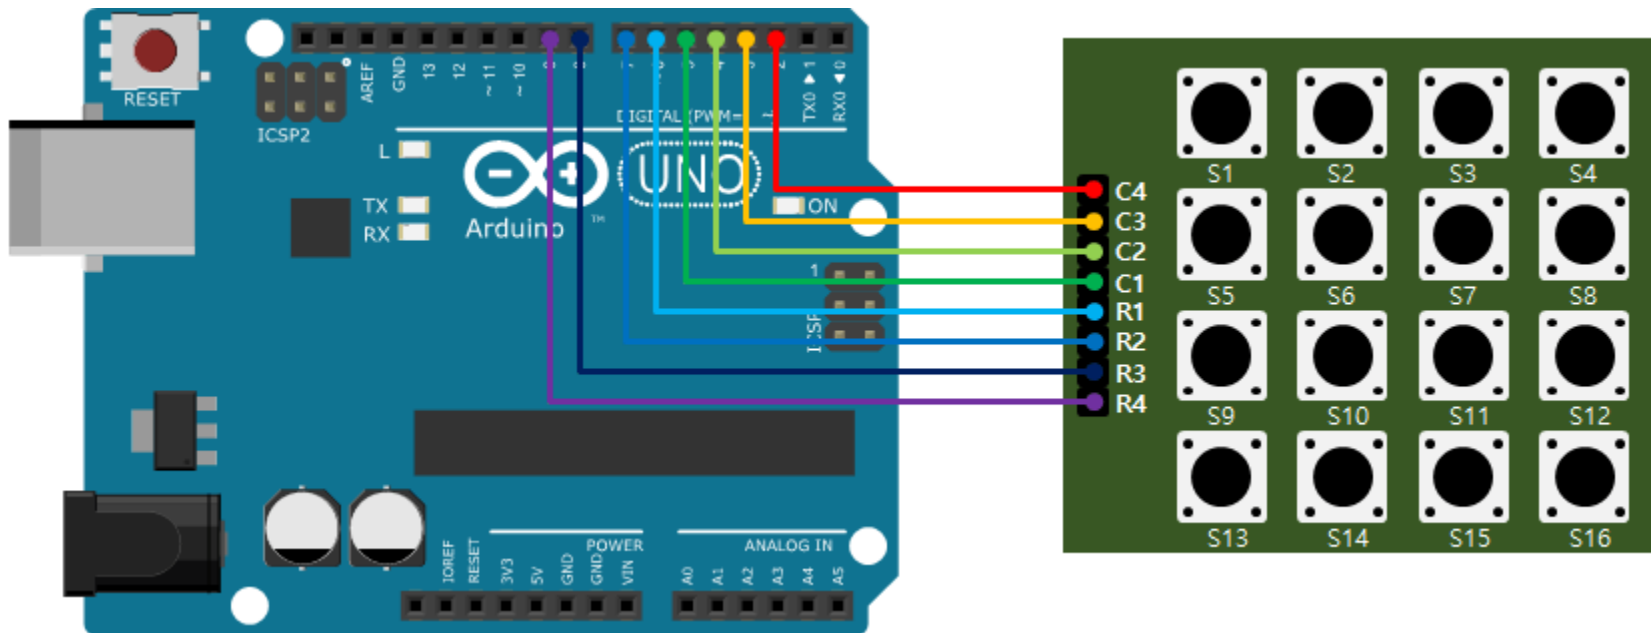 RESET
ICSP2
AREF
GND
13
12
~11
~10
DIGITAL (PWM=
TX0 ▶ 1
RX0 ◀ 0
L
TX
RX
UNO
Arduino
TM
ON
1
POWER
ANALOG IN
IOREF
RESET
3V3
5V
GND
GND
VIN
A0
A1
A2
A3
A4
A5
C4
C3
C2
C1
R1
R2
R3
R4
S1 S2 S3 S4
S5 S6 S7 S8
S9 S10 S11 S12
S13 S14 S15 S16